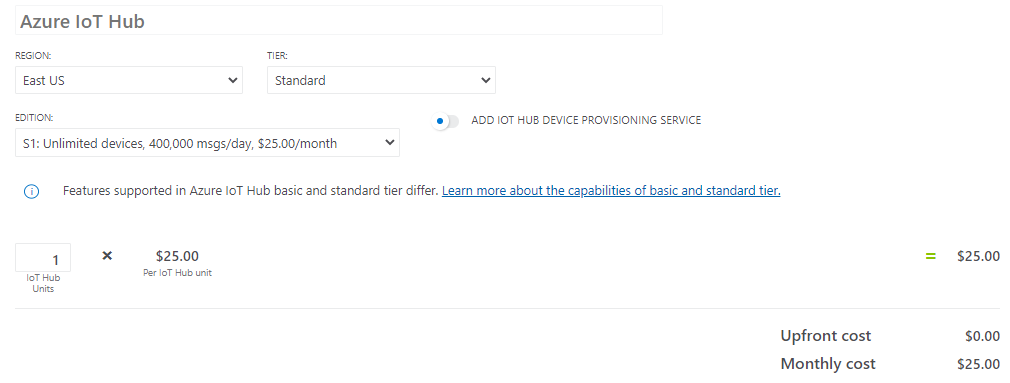 Azure IoT Hub
REGION:
TIER:
East US
Standard
EDITION:
ADD IOT HUB DEVICE PROVISIONING SERVICE
S1: Unlimited devices, 400,000 msgs/day, $25.00/month
Features supported in Azure IoT Hub basic and standard tier differ. Learn more about the capabilities of basic and standard tier.
1 × $25.00 = $25.00
IoT Hub Units
Per IoT Hub unit
Upfront cost $0.00
Monthly cost $25.00